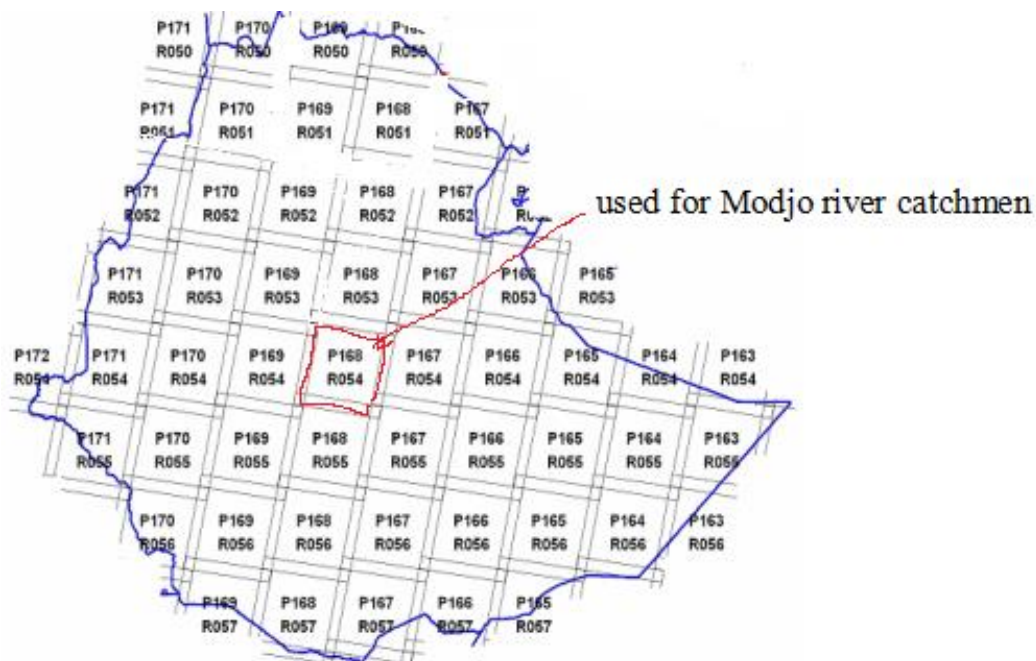 P171 P170 P169
R050 R050 R050 R050
P171 P170 P169 P168 P167
R051 R051 R051 R051 R051
P171 P170 P169 P168 P167
R052 R052 R052 R052 R052
used for Modjo river catchmen
P171 P170 P169 P168 P167 P166 P165
R053 R053 R053 R053 R053 R053 R053
P172 P171 P170 P169 P168 P167 P166 P165 P164 P163
R054 R054 R054 R054 R054 R054 R054 R054 R054 R054
P171 P170 P169 P168 P167 P166 P165 P164 P163
R055 R055 R055 R055 R055 R055 R055 R055 R055
P170 P169 P168 P167 P166 P165 P164 P163
R056 R056 R056 R056 R056 R056 R056 R056
P169 P168 P167 P166 P165
R057 R057 R057 R057 R057